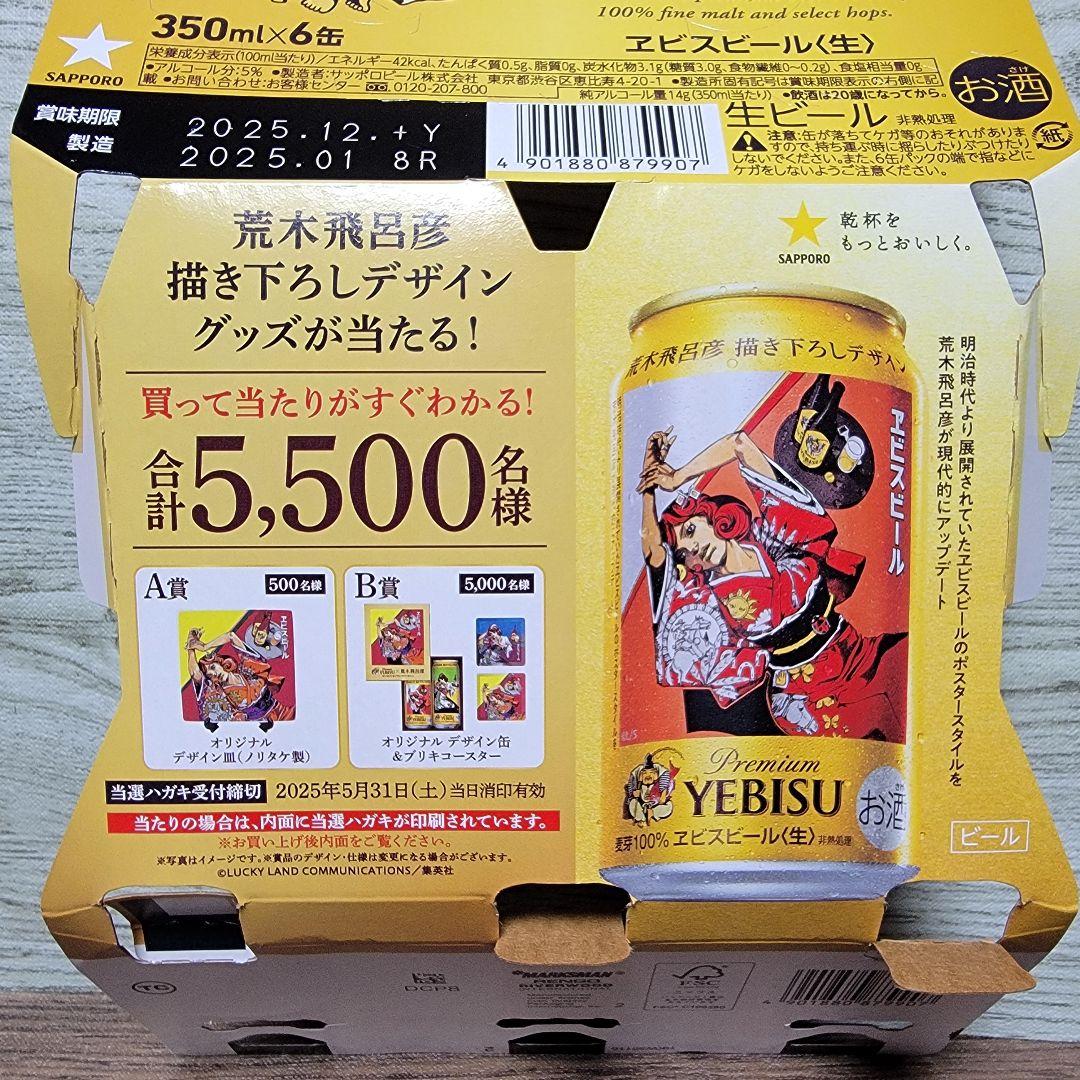 350ml×6缶
100% fine malt and select hops.
ヱビスビール〈生〉
SAPPORO
栄養成分表示(100ml当たり)/エネルギー42kcal、たんぱく質0.5g、脂質0g、炭水化物3.1g(糖質3.0g、食物繊維0〜0.2g)、食塩相当量0g
●アルコール分:5% ●製造者:サッポロビール株式会社 東京都渋谷区恵比寿4-20-1 ●製造所固有記号は賞味期限表示の右側に記
載 ●お問い合わせ:お客様センター 0120-207-800
純アルコール量14g(350ml当たり) ●飲酒は20歳になってから。
さけ
お酒
賞味期限
製造
2025.12.+Y
2025.01 8R
4 901880 879907
生ビール 非熱処理
注意:缶が落ちてケガ等のおそれがありま
すので、持ち運ぶ時に揺らしたりぶつけたり
しないでください。また、6缶パックの端で指などに
ケガをしないようご注意ください。
紙
荒木飛呂彦
描き下ろしデザイン
グッズが当たる!
買って当たりがすぐわかる!
合計5,500名様
A賞 500名様
ヱビスビール
オリジナル
デザイン皿(ノリタケ製)
B賞 5,000名様
オリジナル デザイン缶
&ブリキコースター
当選ハガキ受付締切 2025年5月31日(土)当日消印有効
当たりの場合は、内面に当選ハガキが印刷されています。
※お買い上げ後内面をご覧ください。
※写真はイメージです。※賞品のデザイン・仕様は変更になる場合がございます。
©LUCKY LAND COMMUNICATIONS/集英社
SAPPORO
乾杯を
もっとおいしく。
荒木飛呂彦 描き下ろしデザイン
ヱビスビール
YEBISU
Premium
YEBISU
さけ
お酒
麦芽100% ヱビスビール〈生〉 非熱処理
明治時代より展開されていたヱビスビールのポスタースタイルを
荒木飛呂彦が現代的にアップデート
ビール
TC
DCP8
MARKSMAN
RENGO
RIVERWOOD
FSC
4 901880 879907